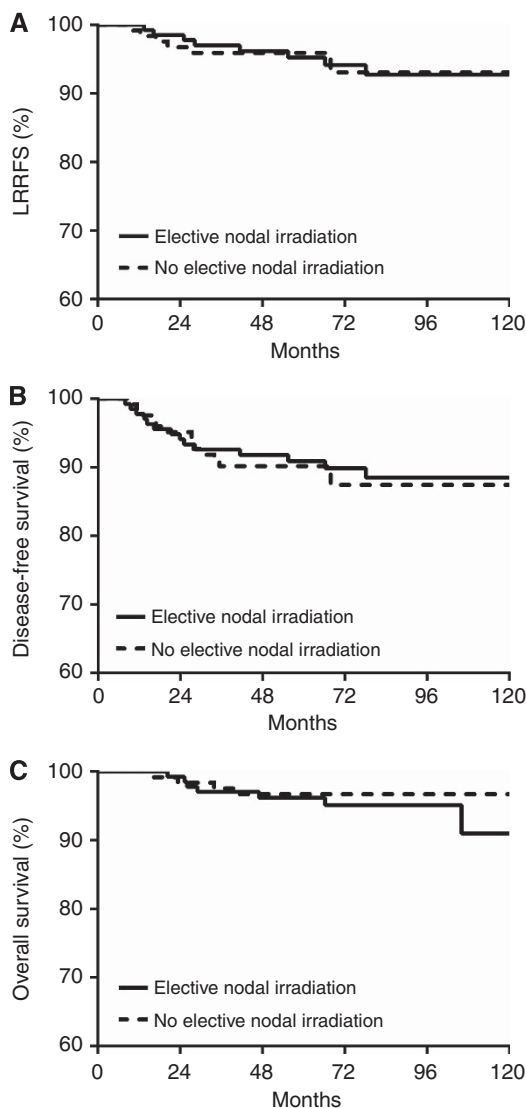 A
LRRFS (%)
100
90
80
70
60
Elective nodal irradiation
No elective nodal irradiation
0 24 48 72 96 120
Months
B
Disease-free survival (%)
100
90
80
70
60
Elective nodal irradiation
No elective nodal irradiation
0 24 48 72 96 120
Months
C
Overall survival (%)
100
90
80
70
60
Elective nodal irradiation
No elective nodal irradiation
0 24 48 72 96 120
Months